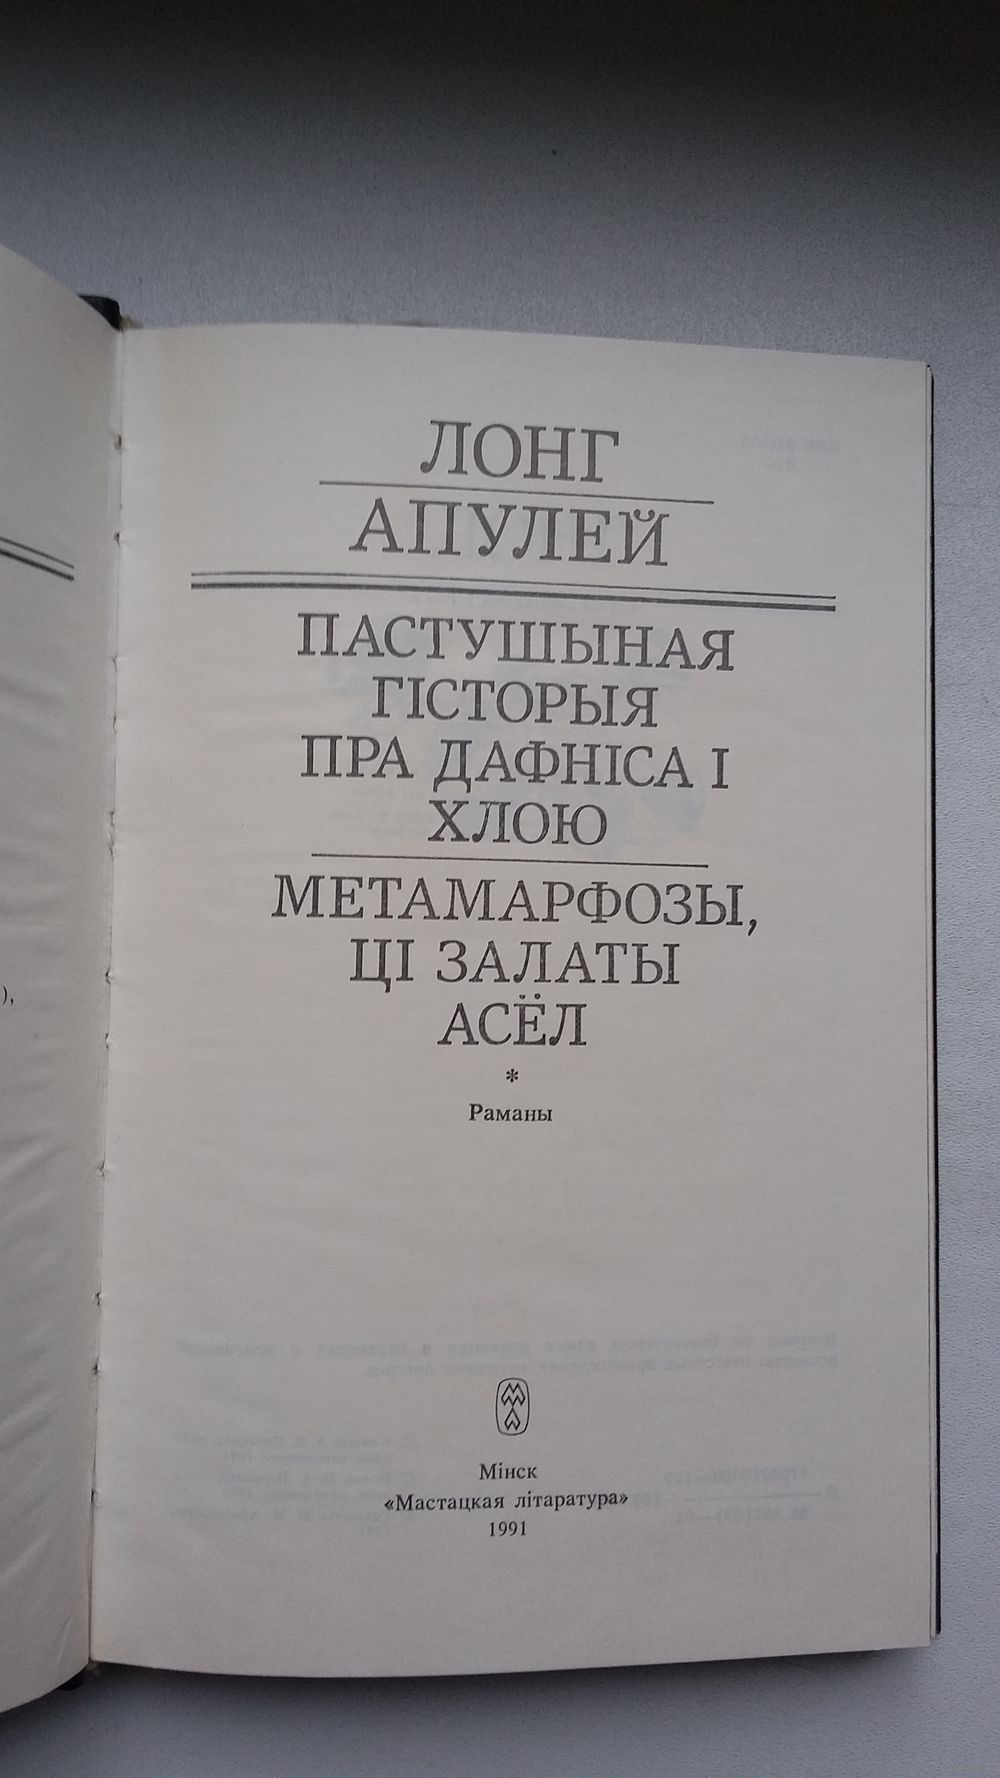 ЛОНГ
АПУЛЕЙ
ПАСТУШЫНАЯ
ГІСТОРЫЯ
ПРА ДАФНІСА І
ХЛОЮ
МЕТАМАРФОЗЫ,
ЦІ ЗАЛАТЫ
АСЁЛ
*
Раманы
Мінск
«Мастацкая літаратура»
1991
),